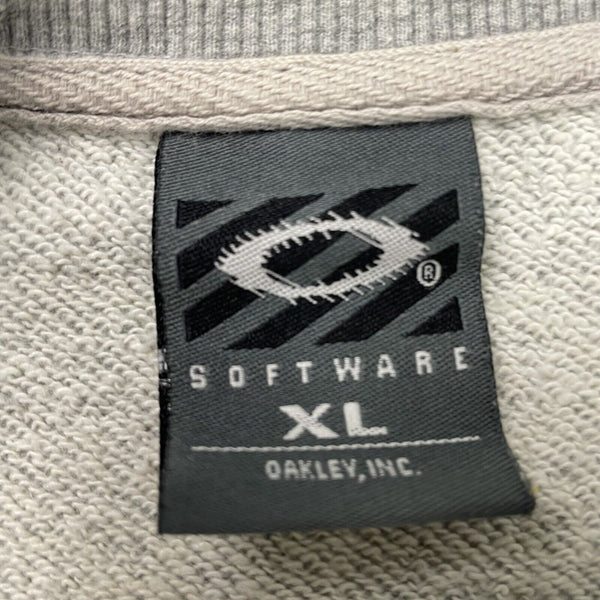 ®
SOFTWARE
XL
OAKLEY, INC.